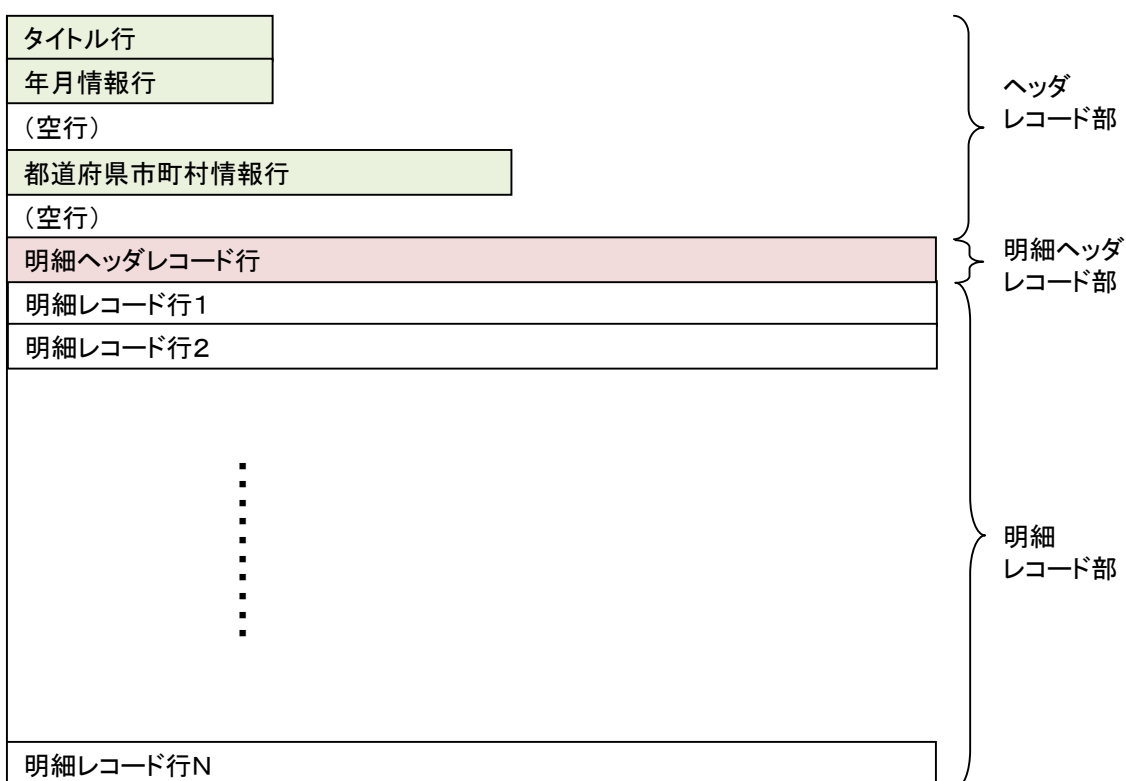 タイトル行
年月情報行
（空行）
都道府県市町村情報行
（空行）
明細ヘッダレコード行
明細レコード行１
明細レコード行２
明細レコード行Ｎ
ヘッダ
レコード部
明細ヘッダ
レコード部
明細
レコード部